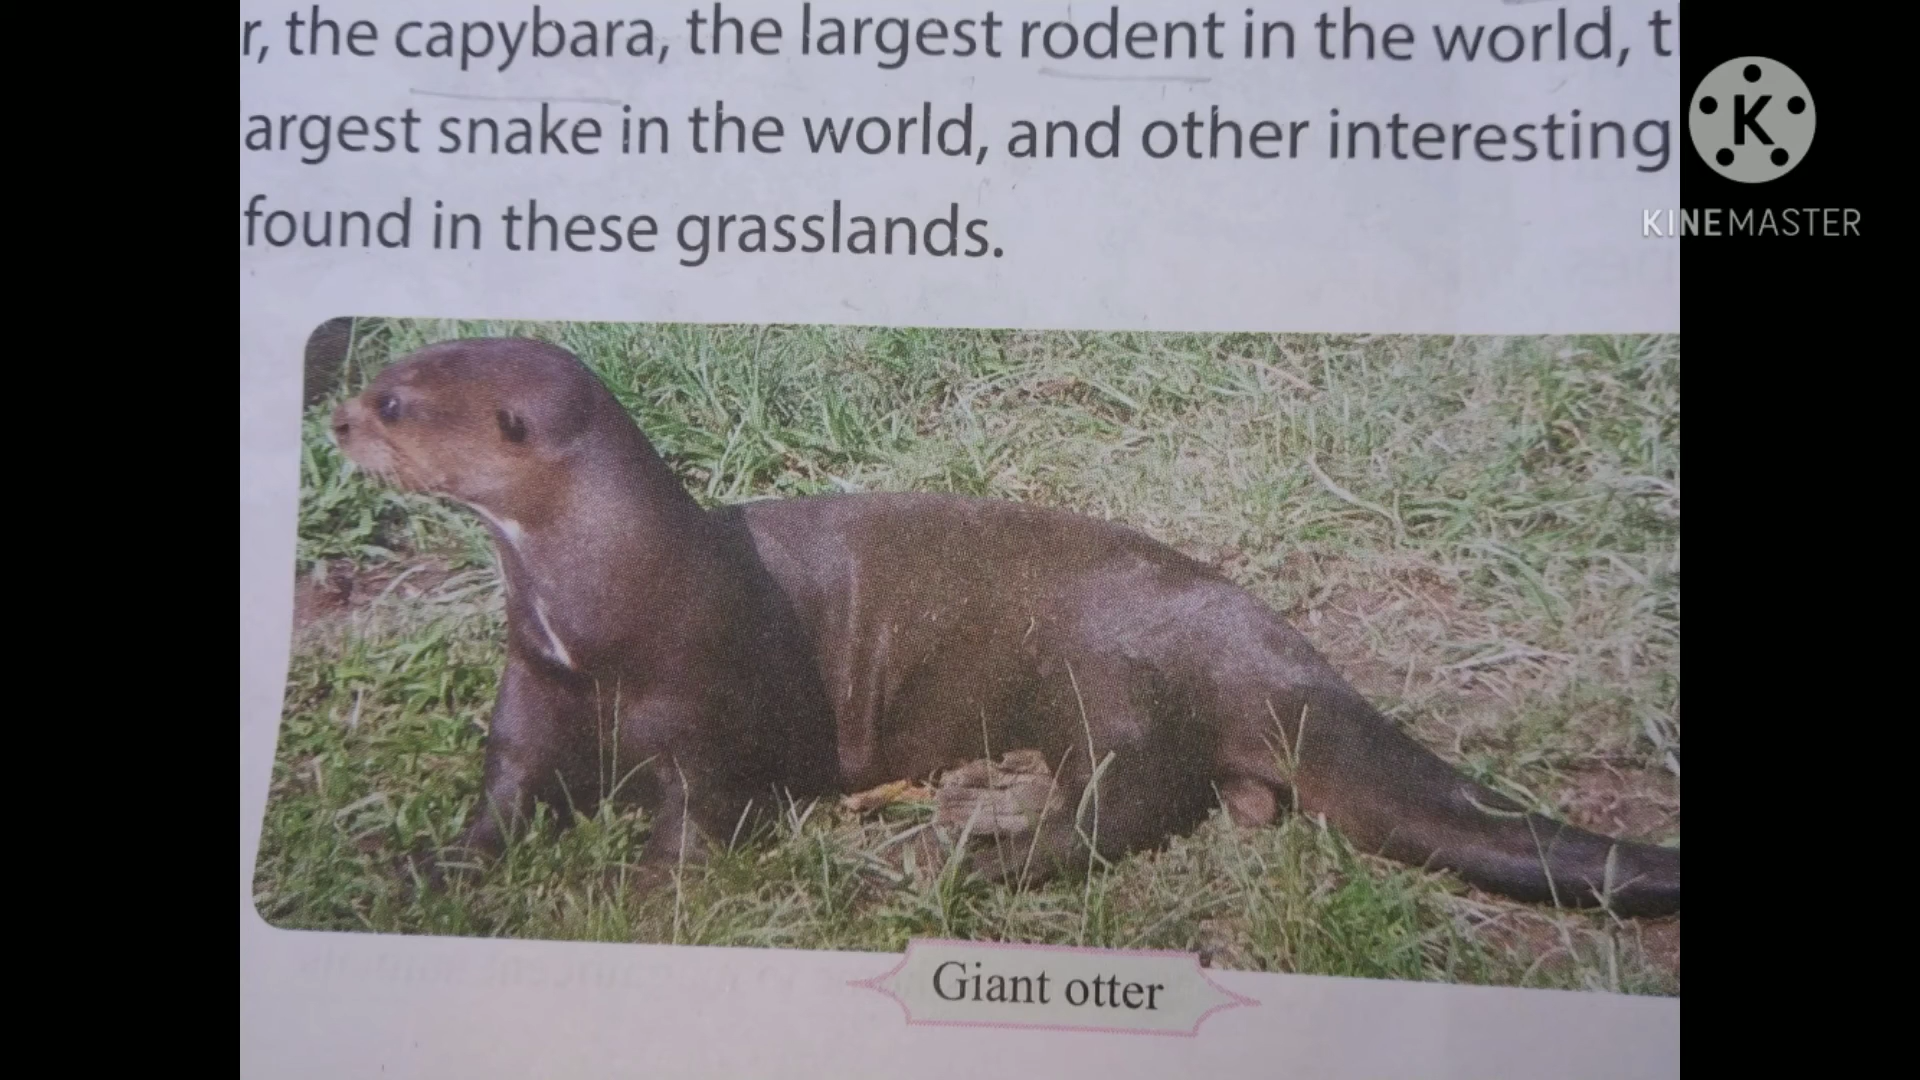 r, the capybara, the largest rodent in the world, t
argest snake in the world, and other interesting
found in these grasslands.
Giant otter
K
KINEMASTER